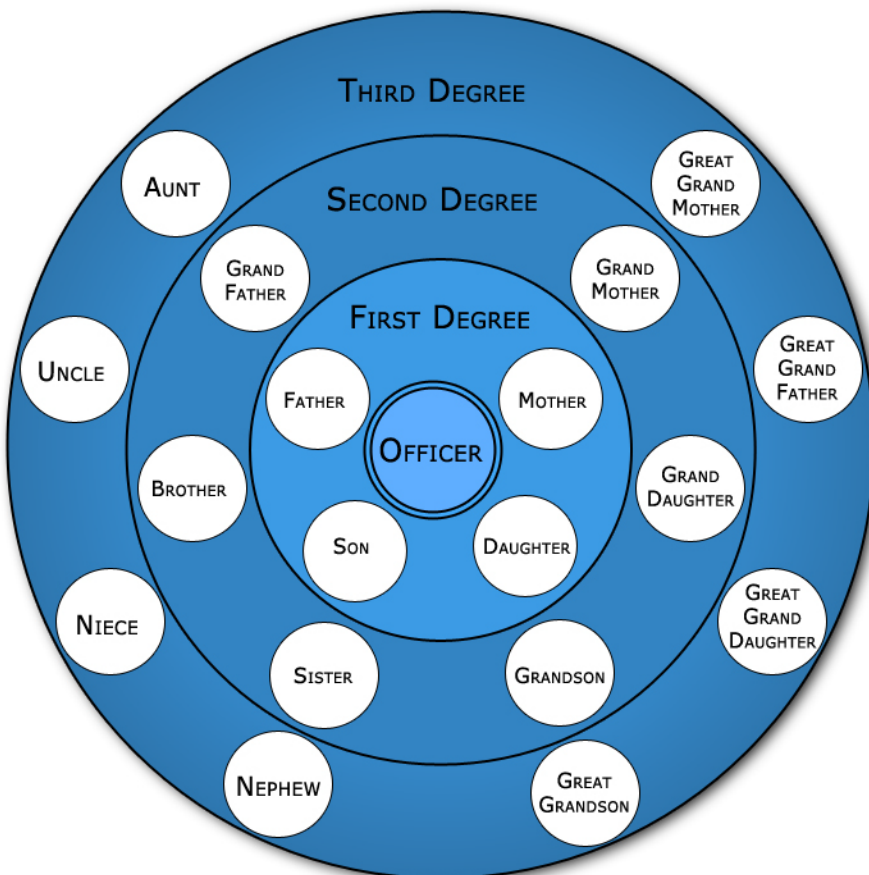 Third Degree
Aunt
Great
Grand
Mother
Second Degree
Grand
Father
Grand
Mother
First Degree
Uncle
Great
Grand
Father
Father
Mother
Officer
Brother
Grand
Daughter
Son
Daughter
Niece
Great
Grand
Daughter
Sister
Grandson
Nephew
Great
Grandson